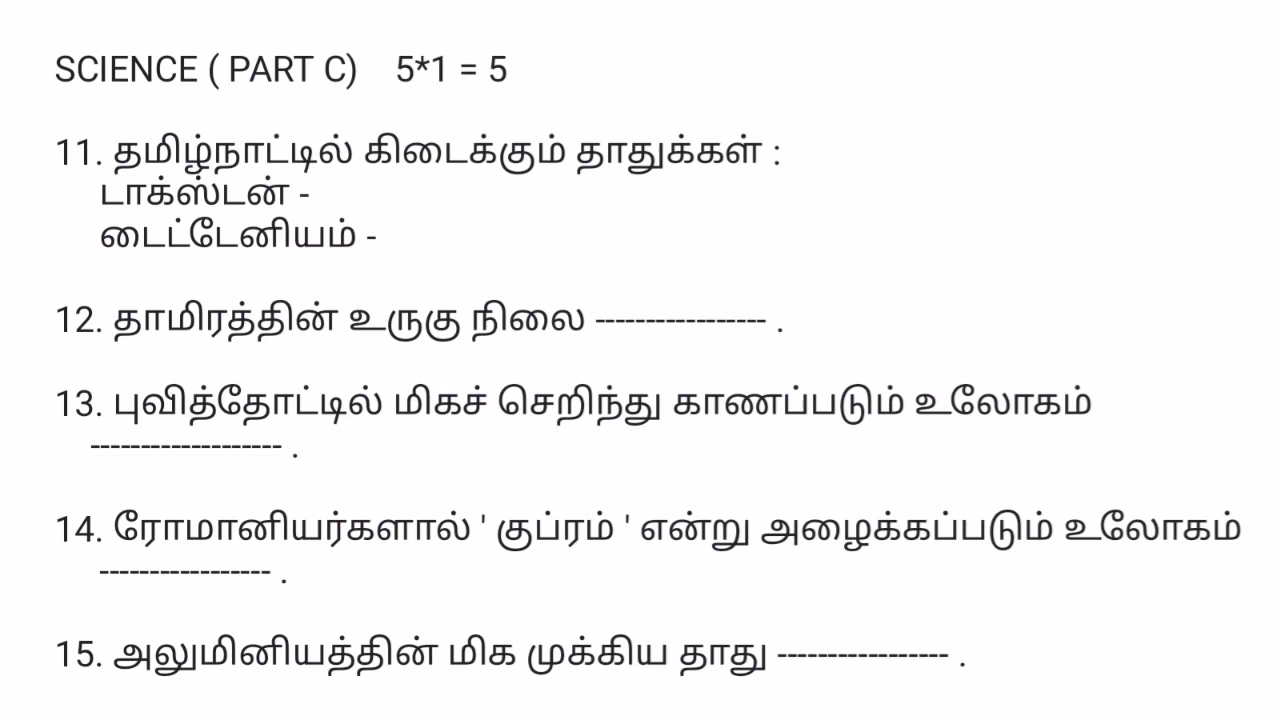 SCIENCE ( PART C) 5*1 = 5
11. தமிழ்நாட்டில் கிடைக்கும் தாதுக்கள் :
டாக்ஸ்டன் -
டைட்டேனியம் -
12. தாமிரத்தின் உருகு நிலை ----------------- .
13. புவித்தோட்டில் மிகச் செறிந்து காணப்படும் உலோகம்
------------------- .
14. ரோமானியர்களால் ' குப்ரம் ' என்று அழைக்கப்படும் உலோகம்
----------------- .
15. அலுமினியத்தின் மிக முக்கிய தாது ----------------- .